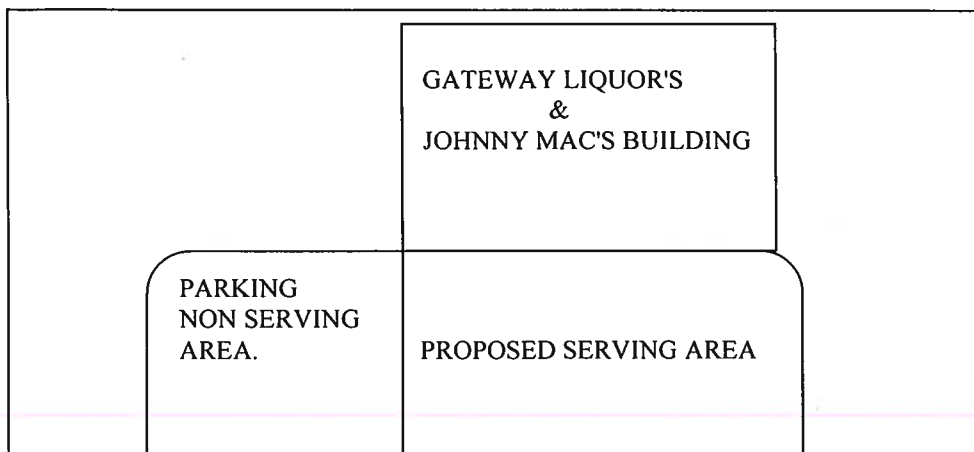 GATEWAY LIQUOR'S
&
JOHNNY MAC'S BUILDING
PARKING
NON SERVING
AREA.
PROPOSED SERVING AREA